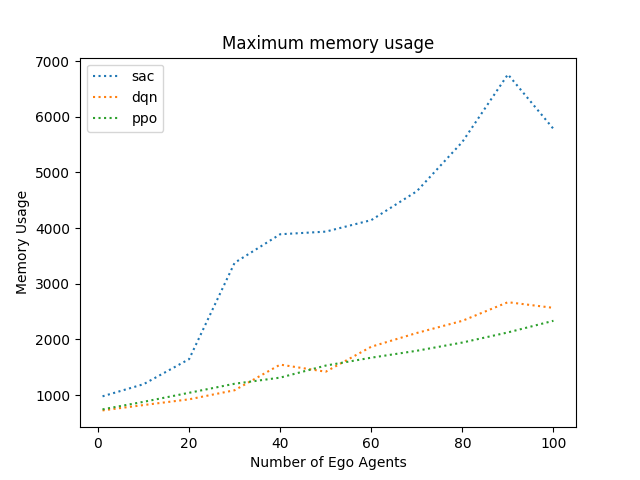 Maximum memory usage
7000
6000
5000
4000
3000
2000
1000
Memory Usage
sac
dqn
ppo
0 20 40 60 80 100
Number of Ego Agents